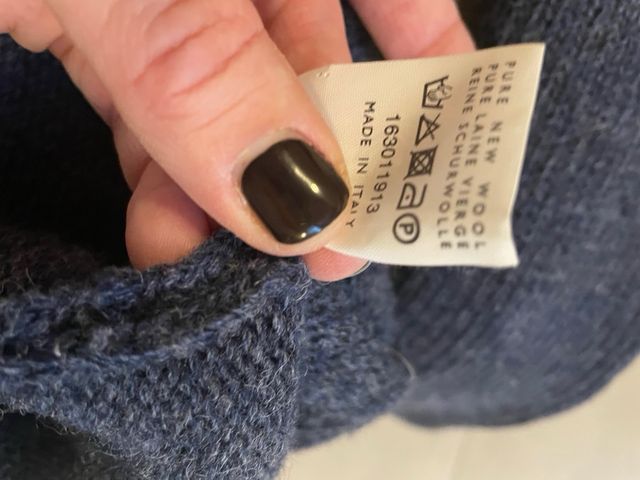 PURE NEW WOOL
PURE LAINE VIERGE
REINE SCHURWOLLE
P
163011913
MADE IN ITALY